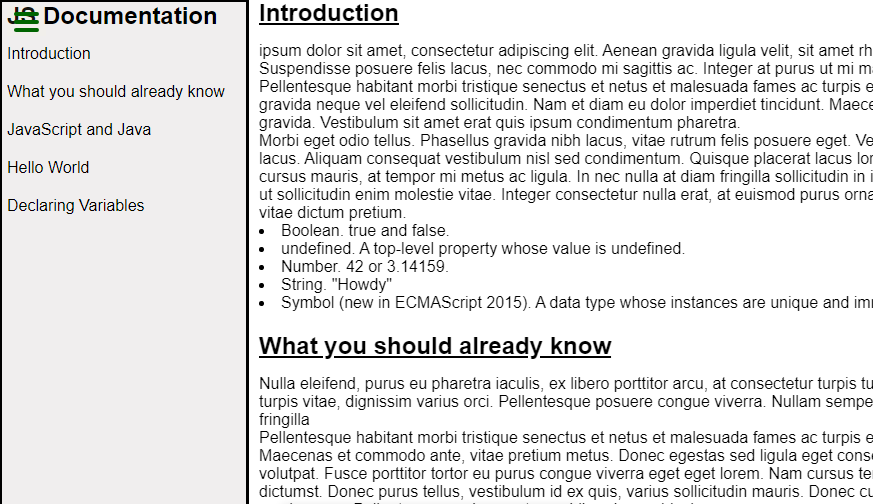 JS Documentation
Introduction
What you should already know
JavaScript and Java
Hello World
Declaring Variables
Introduction
ipsum dolor sit amet, consectetur adipiscing elit. Aenean gravida ligula velit, sit amet rh
Suspendisse posuere felis lacus, nec commodo mi sagittis ac. Integer at purus ut mi m
Pellentesque habitant morbi tristique senectus et netus et malesuada fames ac turpis e
gravida neque vel eleifend sollicitudin. Nam et diam eu dolor imperdiet tincidunt. Maece
gravida. Vestibulum sit amet erat quis ipsum condimentum pharetra.
Morbi eget odio tellus. Phasellus gravida nibh lacus, vitae rutrum felis posuere eget. Ve
lacus. Aliquam consequat vestibulum nisl sed condimentum. Quisque placerat lacus lor
cursus mauris, at tempor mi metus ac ligula. In nec nulla at diam fringilla sollicitudin in i
ut sollicitudin enim molestie vitae. Integer consectetur nulla erat, at euismod purus orna
vitae dictum pretium.
• Boolean. true and false.
• undefined. A top-level property whose value is undefined.
• Number. 42 or 3.14159.
• String. "Howdy"
• Symbol (new in ECMAScript 2015). A data type whose instances are unique and imr
What you should already know
Nulla eleifend, purus eu pharetra iaculis, ex libero porttitor arcu, at consectetur turpis tu
turpis vitae, dignissim varius orci. Pellentesque posuere congue viverra. Nullam sempe
fringilla
Pellentesque habitant morbi tristique senectus et netus et malesuada fames ac turpis e
Maecenas et commodo ante, vitae pretium metus. Donec egestas sed ligula eget conse
volutpat. Fusce porttitor tortor eu purus congue viverra eget eget lorem. Nam cursus te
dictumst. Donec purus tellus, vestibulum id ex quis, varius sollicitudin mauris. Donec cu